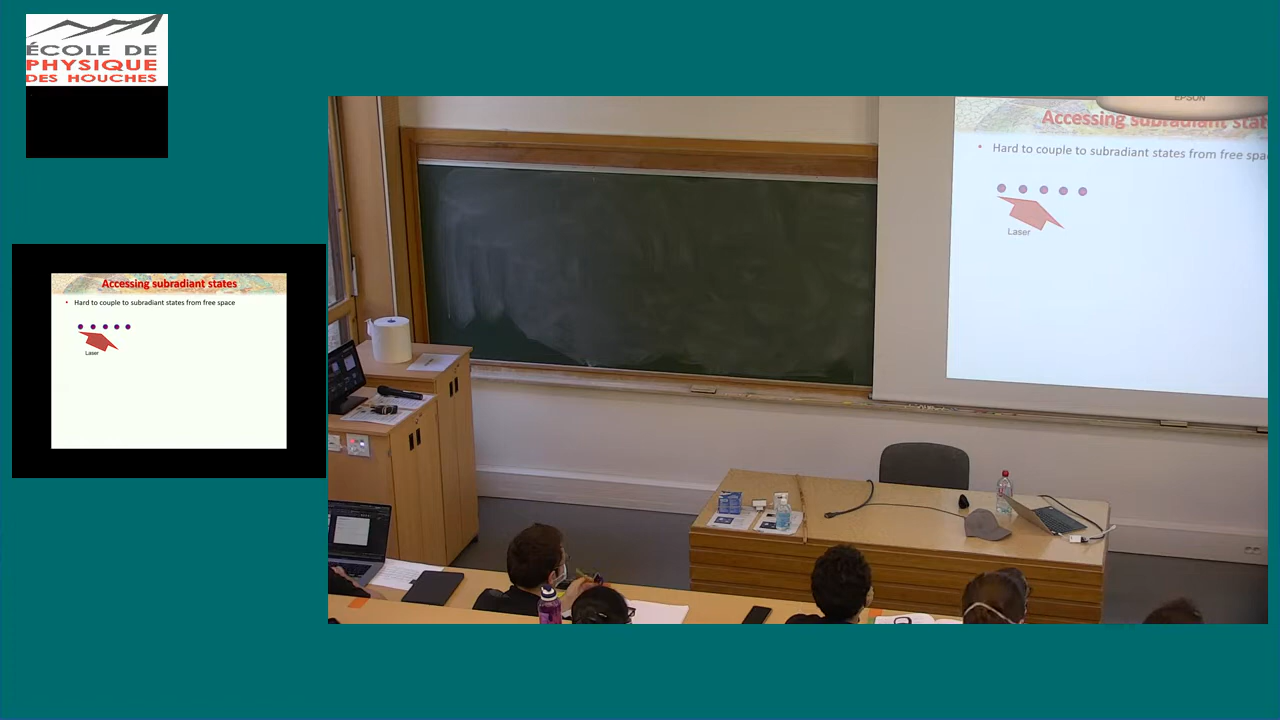 ÉCOLE DE
PHYSIQUE
DES HOUCHES
Accessing subradiant states
• Hard to couple to subradiant states from free space
Laser
EPSON
Accessing subradiant stat
• Hard to couple to subradiant states from free spa
Laser